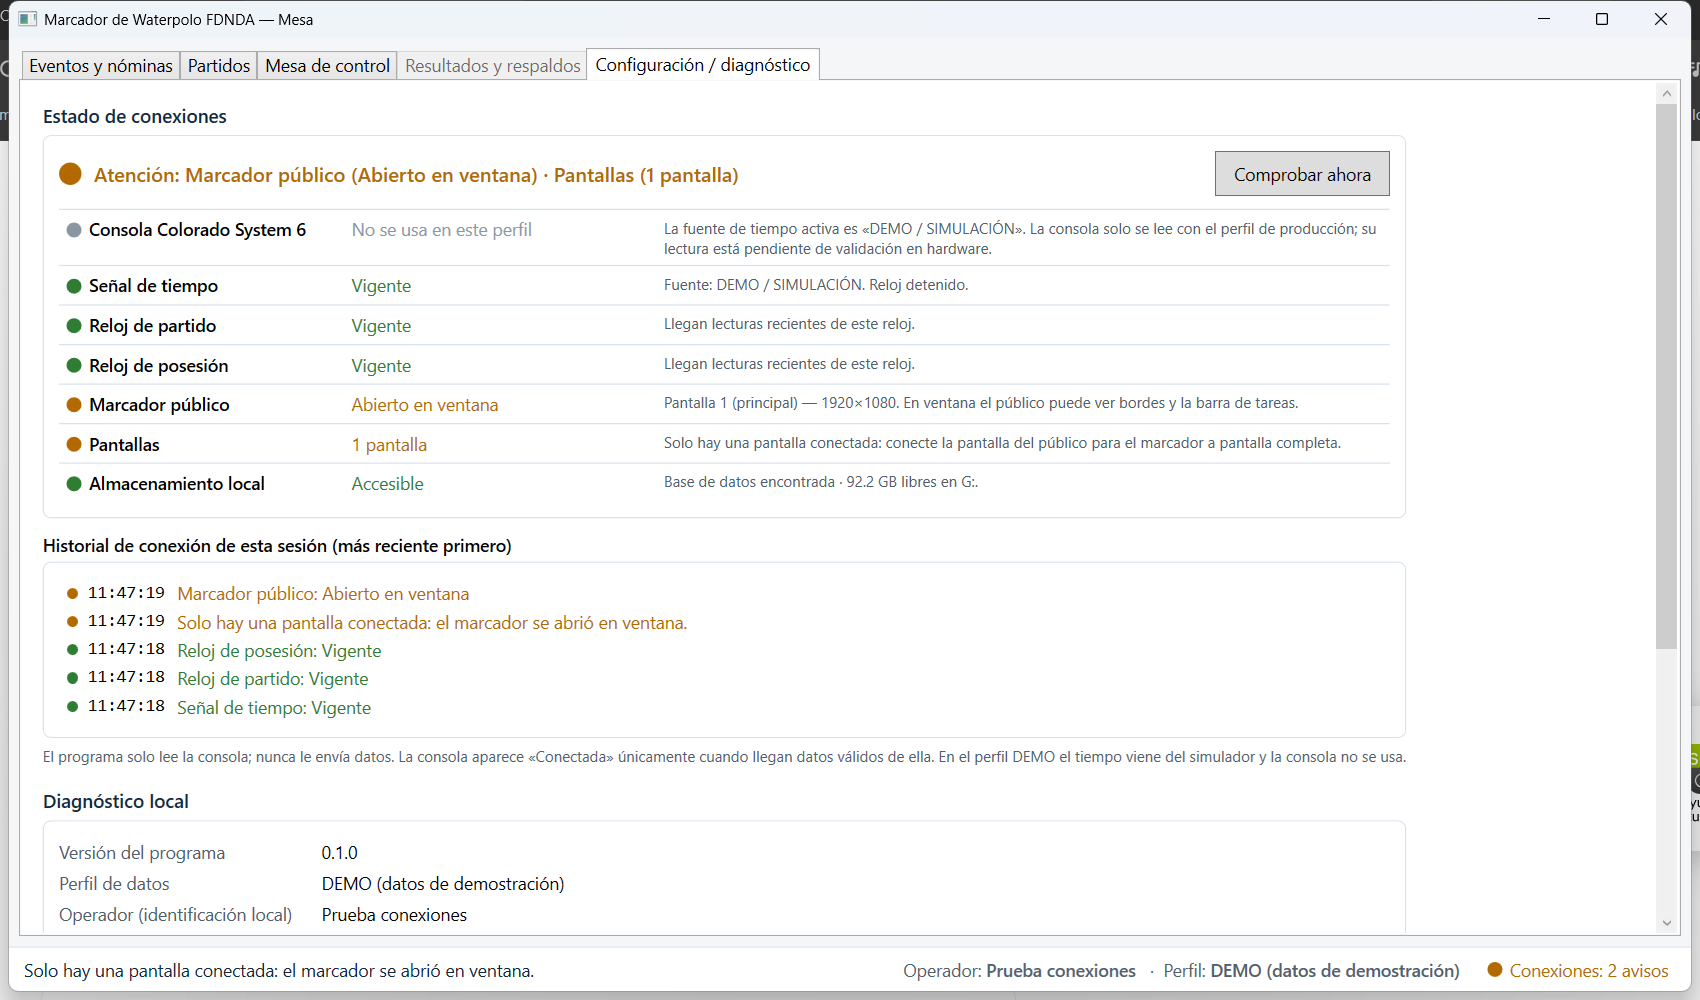 Marcador de Waterpolo FDNDA — Mesa
Eventos y nóminas
Partidos
Mesa de control
Resultados y respaldos
Configuración / diagnóstico
Estado de conexiones
Atención: Marcador público (Abierto en ventana) · Pantallas (1 pantalla)
Comprobar ahora
Consola Colorado System 6
No se usa en este perfil
La fuente de tiempo activa es «DEMO / SIMULACIÓN». La consola solo se lee con el perfil de producción; su
lectura está pendiente de validación en hardware.
Señal de tiempo
Vigente
Fuente: DEMO / SIMULACIÓN. Reloj detenido.
Reloj de partido
Vigente
Llegan lecturas recientes de este reloj.
Reloj de posesión
Vigente
Llegan lecturas recientes de este reloj.
Marcador público
Abierto en ventana
Pantalla 1 (principal) — 1920×1080. En ventana el público puede ver bordes y la barra de tareas.
Pantallas
1 pantalla
Solo hay una pantalla conectada: conecte la pantalla del público para el marcador a pantalla completa.
Almacenamiento local
Accesible
Base de datos encontrada · 92.2 GB libres en G:.
Historial de conexión de esta sesión (más reciente primero)
11:47:19 Marcador público: Abierto en ventana
11:47:19 Solo hay una pantalla conectada: el marcador se abrió en ventana.
11:47:18 Reloj de posesión: Vigente
11:47:18 Reloj de partido: Vigente
11:47:18 Señal de tiempo: Vigente
El programa solo lee la consola; nunca le envía datos. La consola aparece «Conectada» únicamente cuando llegan datos válidos de ella. En el perfil DEMO el tiempo viene del simulador y la consola no se usa.
Diagnóstico local
Versión del programa
0.1.0
Perfil de datos
DEMO (datos de demostración)
Operador (identificación local)
Prueba conexiones
Solo hay una pantalla conectada: el marcador se abrió en ventana.
Operador: Prueba conexiones · Perfil: DEMO (datos de demostración)
Conexiones: 2 avisos